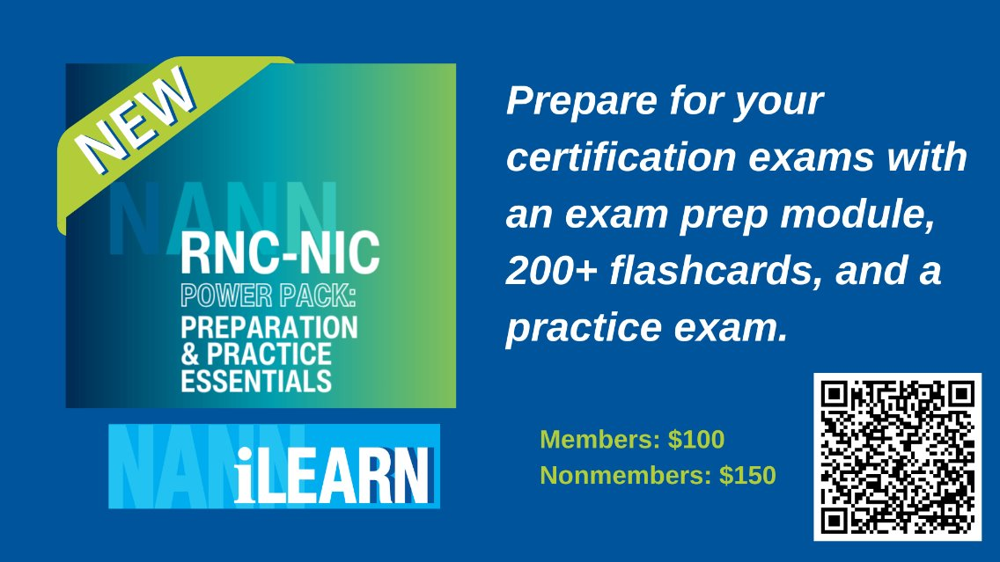 NEW
NANN
RNC-NIC
POWER PACK:
PREPARATION
& PRACTICE
ESSENTIALS
NANN
iLEARN
Prepare for your
certification exams with
an exam prep module,
200+ flashcards, and a
practice exam.
Members: $100
Nonmembers: $150